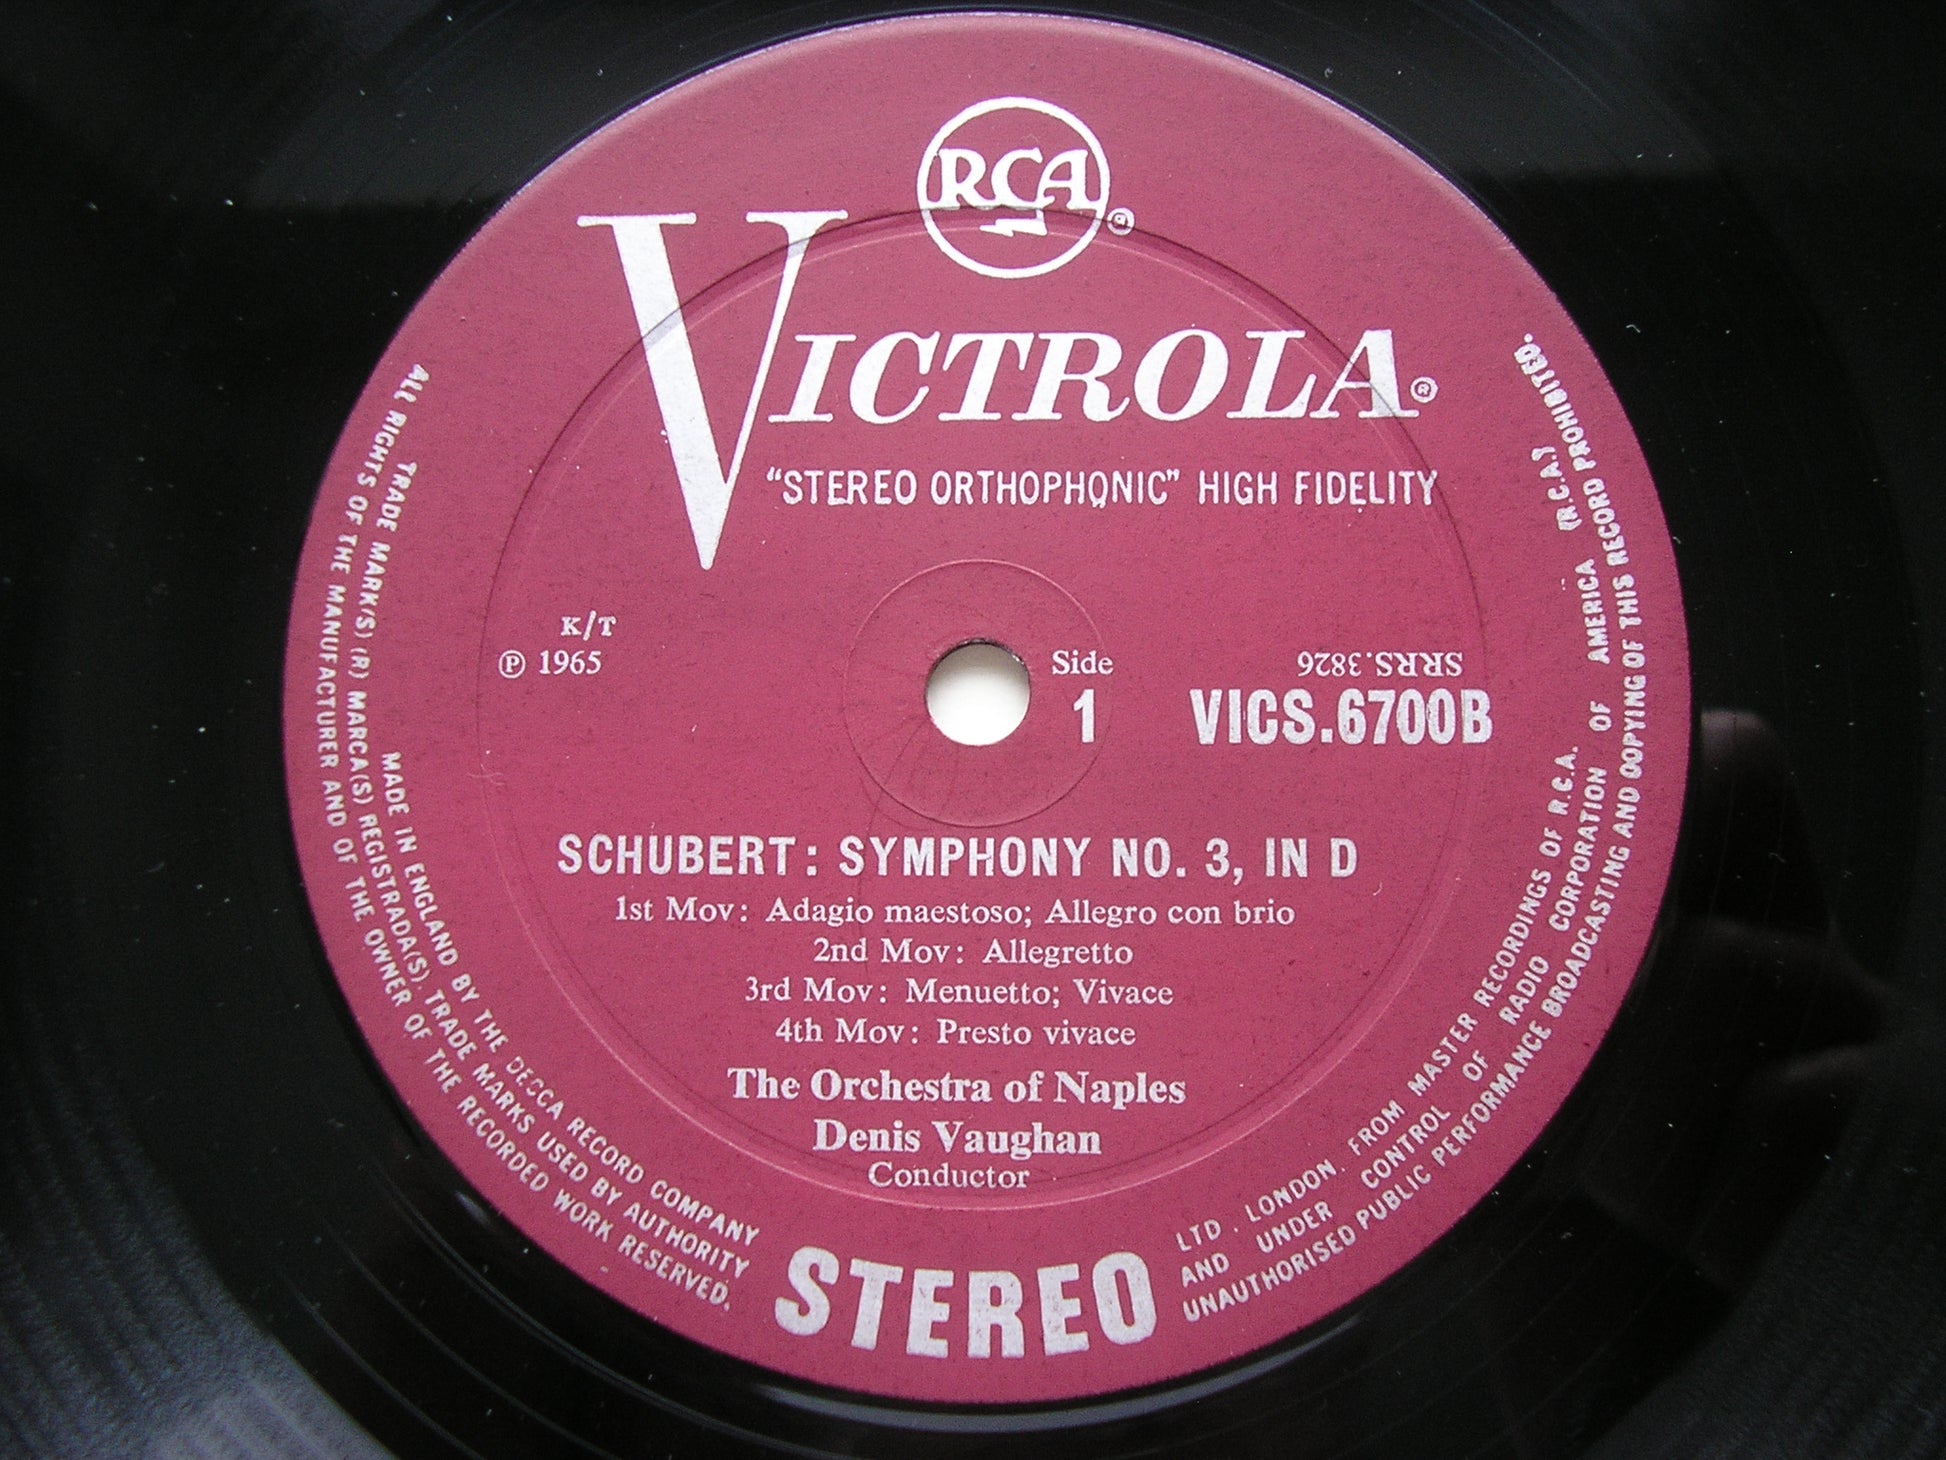 RCA ®
VICTROLA ®
"STEREO ORTHOPHONIC" HIGH FIDELITY
K/T
℗ 1965
Side
1
SRRS.3826
VICS.6700B
SCHUBERT: SYMPHONY NO. 3, IN D
1st Mov: Adagio maestoso; Allegro con brio
2nd Mov: Allegretto
3rd Mov: Menuetto; Vivace
4th Mov: Presto vivace
The Orchestra of Naples
Denis Vaughan
Conductor
STEREO
MADE IN ENGLAND BY THE DECCA RECORD COMPANY LTD., LONDON, FROM MASTER RECORDINGS OF R.C.A.
TRADE MARK(S) (R) MARCA(S) REGISTRADA(S). TRADE MARKS USED BY AUTHORITY AND UNDER CONTROL OF RADIO CORPORATION OF AMERICA (R.C.A.)
ALL RIGHTS OF THE MANUFACTURER AND OF THE OWNER OF THE RECORDED WORK RESERVED. UNAUTHORISED PUBLIC PERFORMANCE BROADCASTING AND COPYING OF THIS RECORD PROHIBITED.